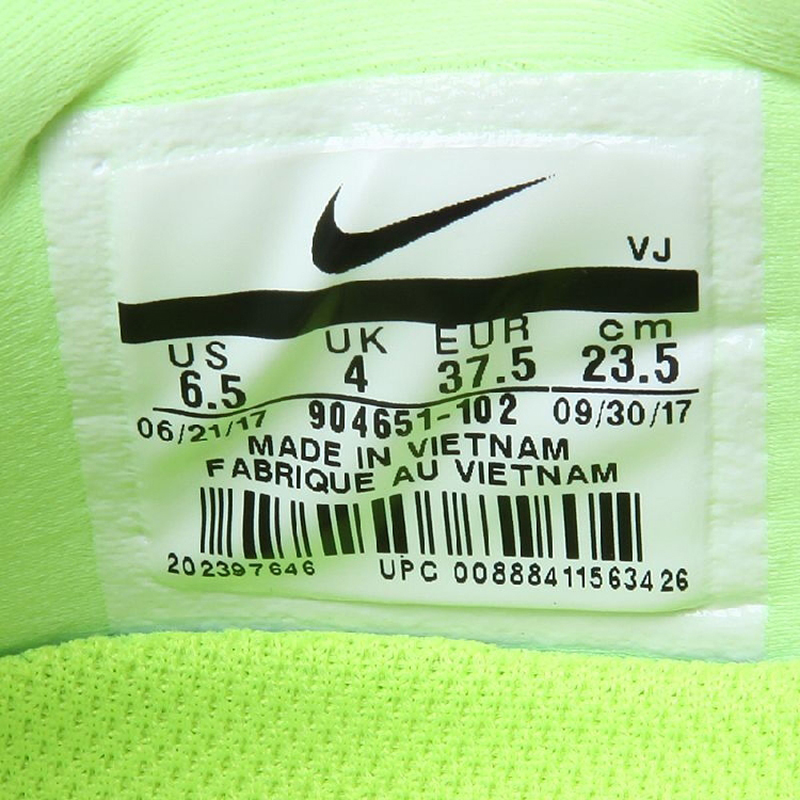 VJ
US UK EUR cm
6.5 4 37.5 23.5
06/21/17 904651-102 09/30/17
MADE IN VIETNAM
FABRIQUE AU VIETNAM
202397646 UPC 00888411563426